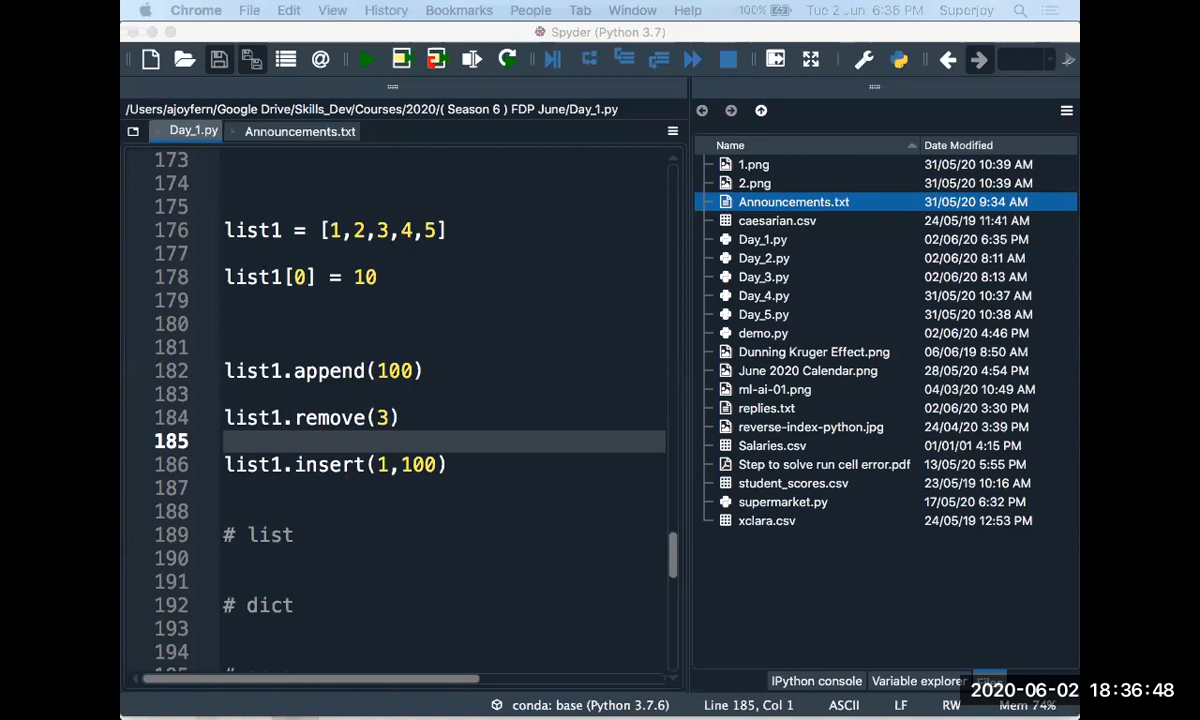 Chrome File Edit View History Bookmarks People Tab Window Help 100% Tue 2 Jun 6:36 PM Superjoy
Spyder (Python 3.7)
/Users/ajoyfern/Google Drive/Skills_Dev/Courses/2020/( Season 6 ) FDP June/Day_1.py
Day_1.py Announcements.txt
173
174
175
176 list1 = [1,2,3,4,5]
177
178 list1[0] = 10
179
180
181
182 list1.append(100)
183
184 list1.remove(3)
185
186 list1.insert(1,100)
187
188
189 # list
190
191
192 # dict
193
194
Name Date Modified
1.png 31/05/20 10:39 AM
2.png 31/05/20 10:39 AM
Announcements.txt 31/05/20 9:34 AM
caesarian.csv 24/05/19 11:41 AM
Day_1.py 02/06/20 6:35 PM
Day_2.py 02/06/20 8:11 AM
Day_3.py 02/06/20 8:13 AM
Day_4.py 31/05/20 10:37 AM
Day_5.py 31/05/20 10:38 AM
demo.py 02/06/20 4:46 PM
Dunning Kruger Effect.png 06/06/19 8:50 AM
June 2020 Calendar.png 28/05/20 4:54 PM
ml-ai-01.png 04/03/20 10:49 AM
replies.txt 02/06/20 3:30 PM
reverse-index-python.jpg 24/04/20 3:39 PM
Salaries.csv 01/01/01 4:15 PM
Step to solve run cell error.pdf 13/05/20 5:55 PM
student_scores.csv 23/05/19 10:16 AM
supermarket.py 17/05/20 6:32 PM
xclara.csv 24/05/19 12:53 PM
IPython console Variable explorer
2020-06-02 18:36:48
conda: base (Python 3.7.6) Line 185, Col 1 ASCII LF RW Mem 74%